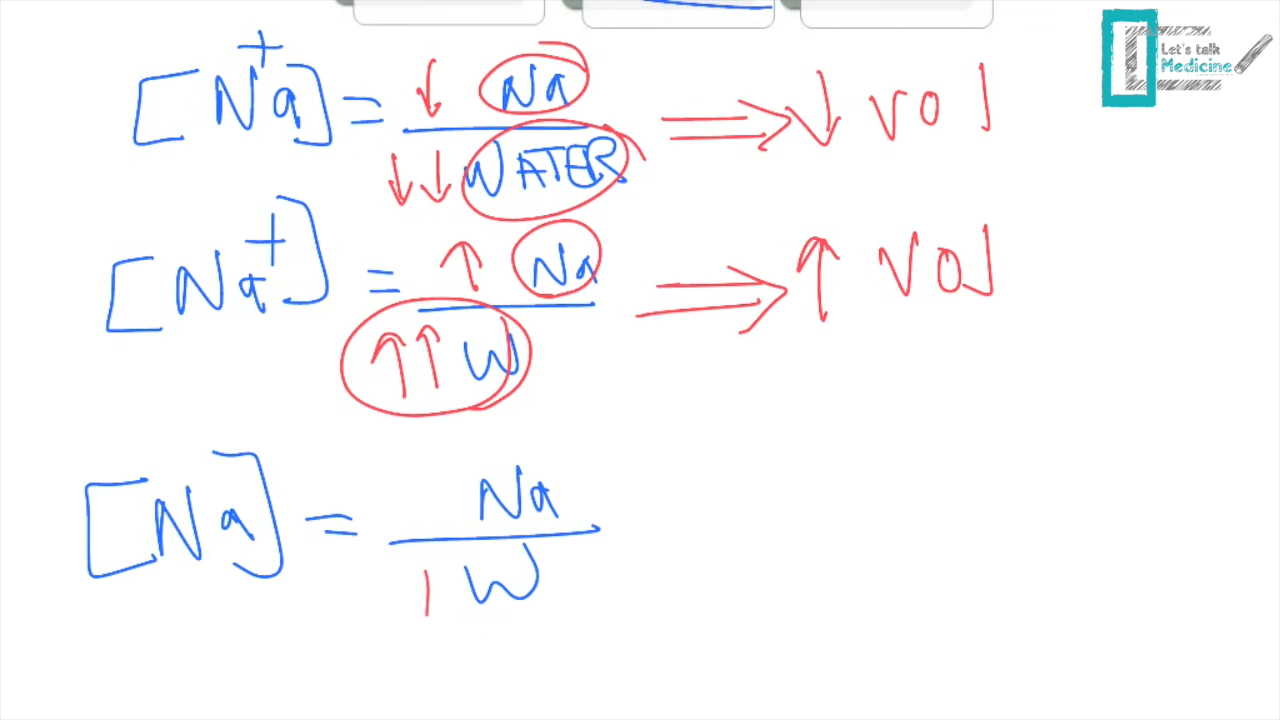 Let's talk
Medicine
[Na+] = ↓ Na / ↓↓ WATER ⟹ ↓ vol
[Na+] = ↑ Na / ↑↑ W ⟹ ↑ vol
[Na] = Na / | W